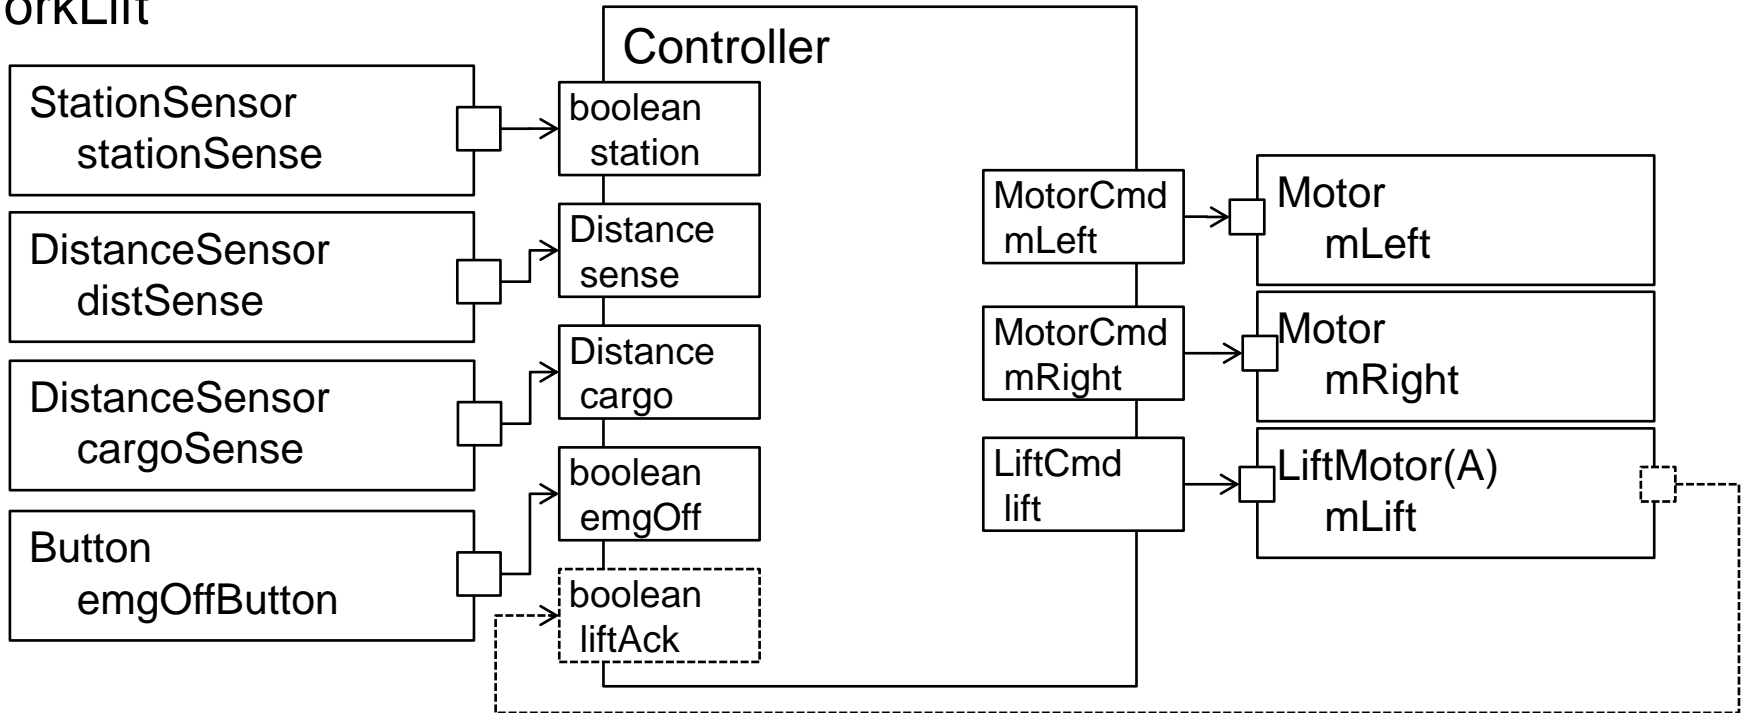 orkLift
Controller
StationSensor
stationSense
DistanceSensor
distSense
DistanceSensor
cargoSense
Button
emgOffButton
boolean
station
Distance
sense
Distance
cargo
boolean
emgOff
boolean
liftAck
MotorCmd
mLeft
MotorCmd
mRight
LiftCmd
lift
Motor
mLeft
Motor
mRight
LiftMotor(A)
mLift